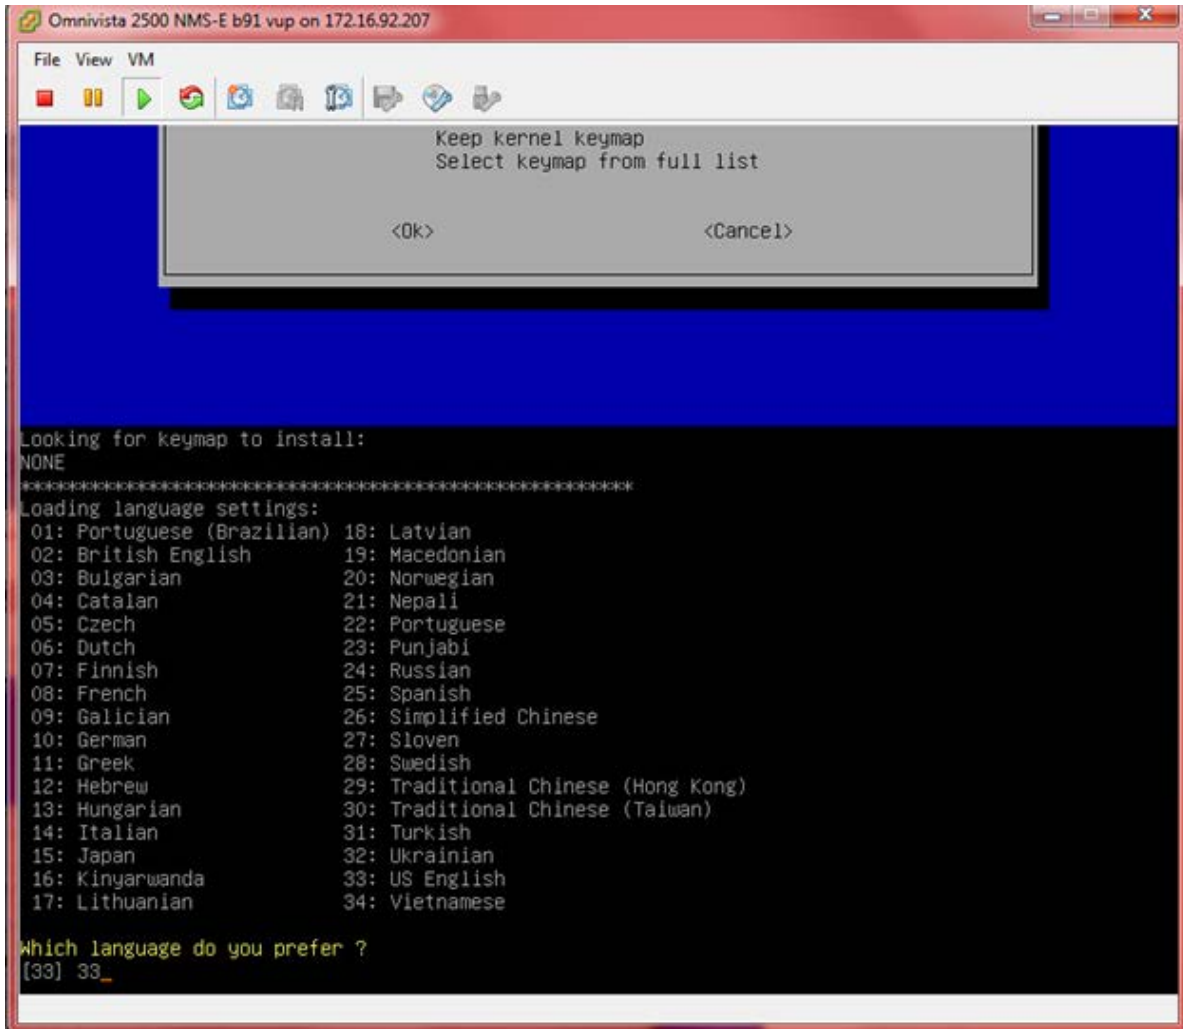 Omnivista 2500 NMS-E b91 vup on 172.16.92.207
File View VM
Keep kernel keymap
Select keymap from full list
<Ok> <Cancel>
Looking for keymap to install:
NONE
*****************************************************
Loading language settings:
01: Portuguese (Brazilian) 18: Latvian
02: British English 19: Macedonian
03: Bulgarian 20: Norwegian
04: Catalan 21: Nepali
05: Czech 22: Portuguese
06: Dutch 23: Punjabi
07: Finnish 24: Russian
08: French 25: Spanish
09: Galician 26: Simplified Chinese
10: German 27: Sloven
11: Greek 28: Swedish
12: Hebrew 29: Traditional Chinese (Hong Kong)
13: Hungarian 30: Traditional Chinese (Taiwan)
14: Italian 31: Turkish
15: Japan 32: Ukrainian
16: Kinyarwanda 33: US English
17: Lithuanian 34: Vietnamese
Which language do you prefer ?
[33] 33_